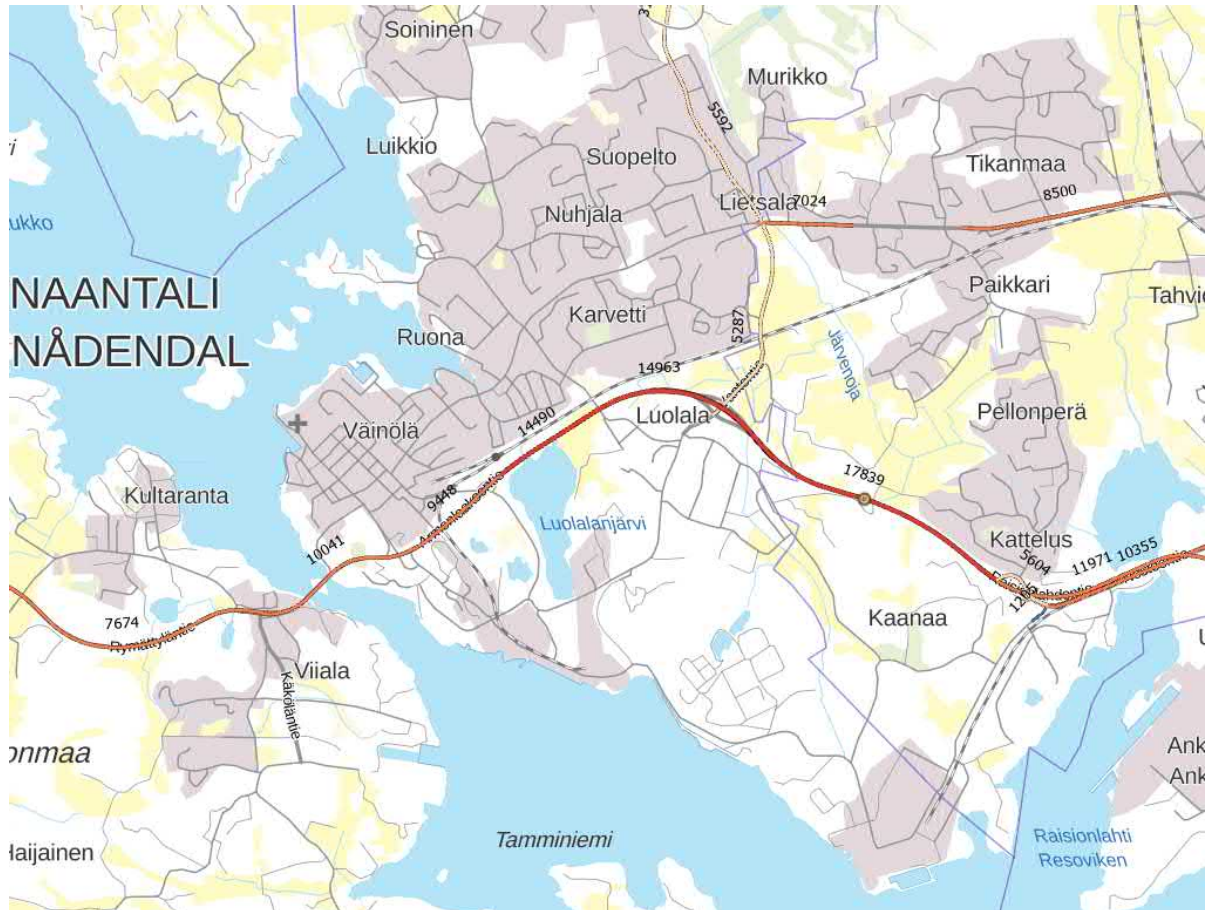 Soininen
Murikko
5592
Luikkio
Suopelto
Tikanmaa
8500
Lietsala
7024
Nuhjala
NAANTALI
NÅDENDAL
Paikkari
Karvetti
5287
Ruona
Järvenoja
14963
Luolala
Pellonperä
14490
Väinölä
17839
Kultaranta
9448
Luolalanjärvi
Kattelus
10041
5604
11971
10355
Kaanaa
7674
Rymättyläntie
Viiala
Käköläntie
Tamminiemi
Raisionlahti
Resoviken